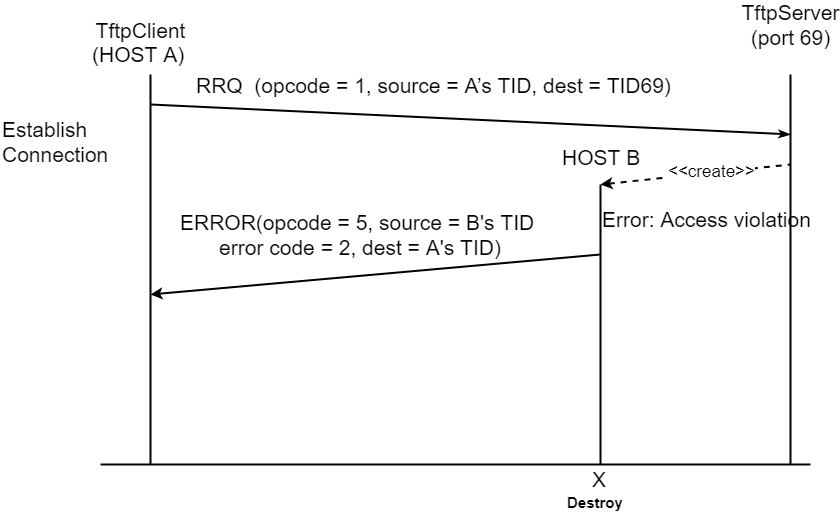 TftpClient
(HOST A)
TftpServer
(port 69)
RRQ  (opcode = 1, source = A’s TID, dest = TID69)
Establish
Connection
HOST B
<<create>>
ERROR(opcode = 5, source = B's TID
error code = 2, dest = A's TID)
Error: Access violation
X
Destroy